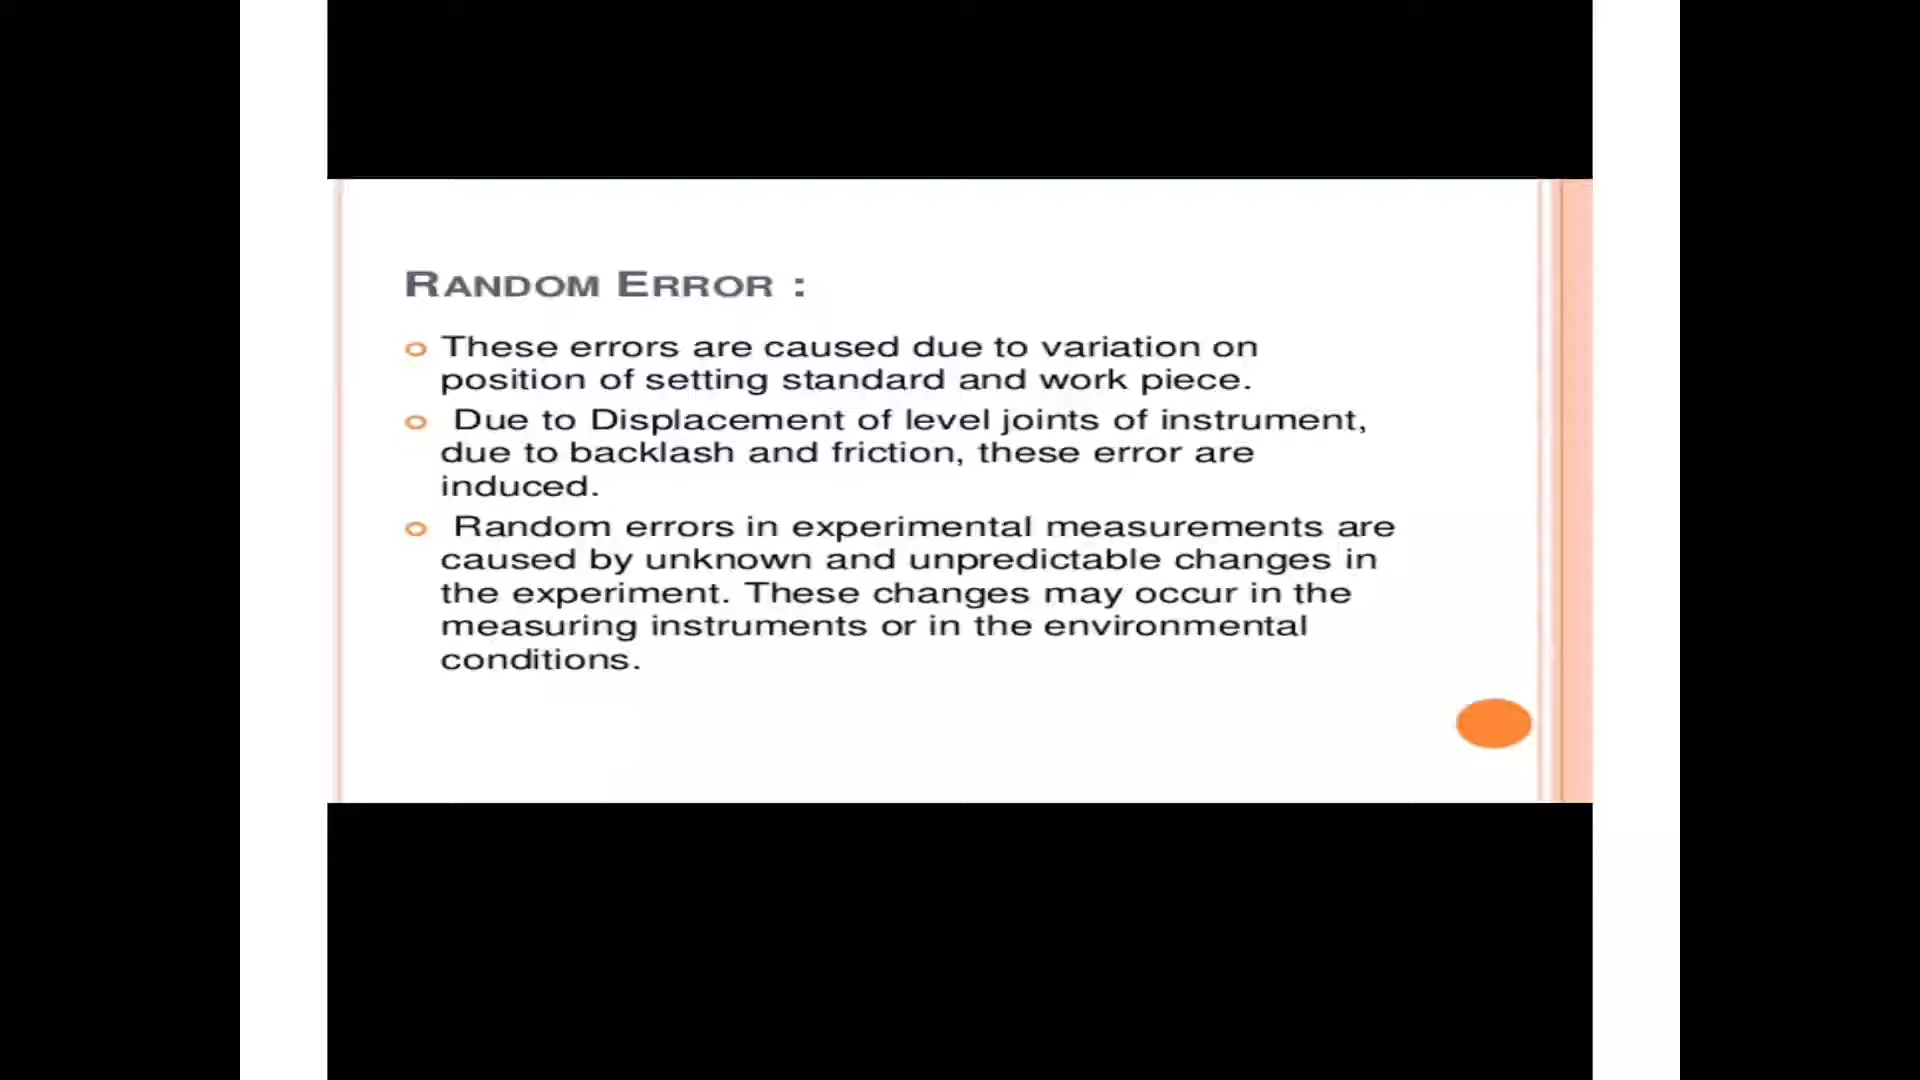 RANDOM ERROR :
These errors are caused due to variation on
position of setting standard and work piece.
Due to Displacement of level joints of instrument,
due to backlash and friction, these error are
induced.
Random errors in experimental measurements are
caused by unknown and unpredictable changes in
the experiment. These changes may occur in the
measuring instruments or in the environmental
conditions.